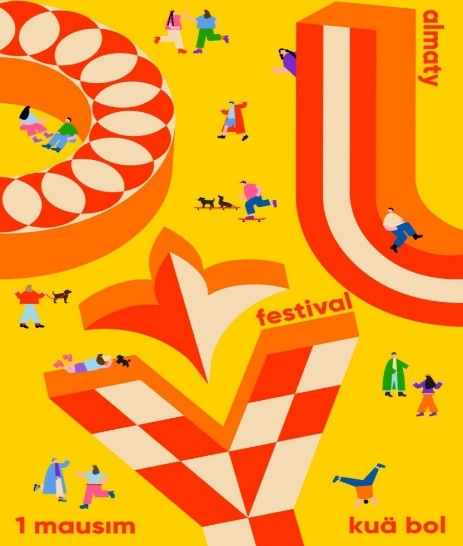 O U
almaty
festival
Y
1 mausım
kuä bol